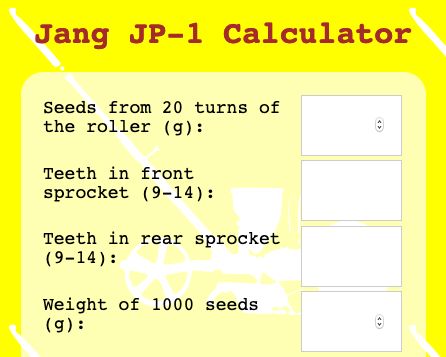 Jang JP-1 Calculator
Seeds from 20 turns of
the roller (g):
Teeth in front
sprocket (9-14):
Teeth in rear sprocket
(9-14):
Weight of 1000 seeds
(g):